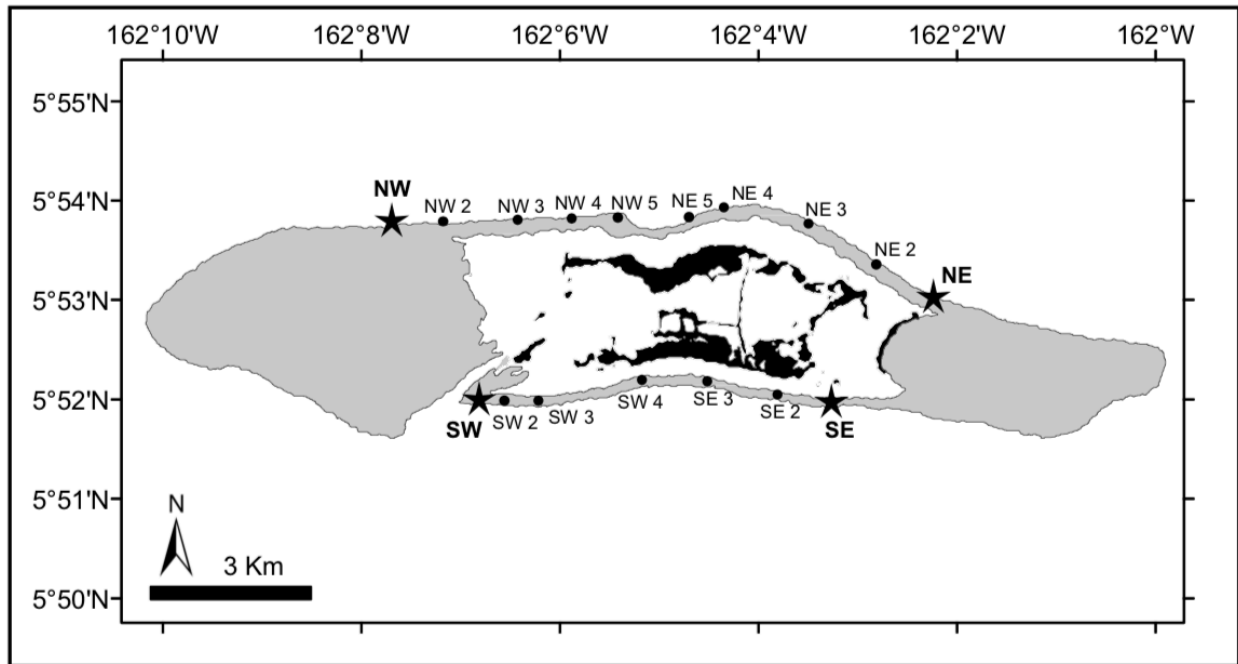 162°10'W 162°8'W 162°6'W 162°4'W 162°2'W 162°W
5°55'N
5°54'N
NW
NW 2
NW 3
NW 4
NW 5
NE 5
NE 4
NE 3
NE 2
NE
5°53'N
5°52'N
SW
SW 2
SW 3
SW 4
SE 3
SE 2
SE
5°51'N
N
3 Km
5°50'N